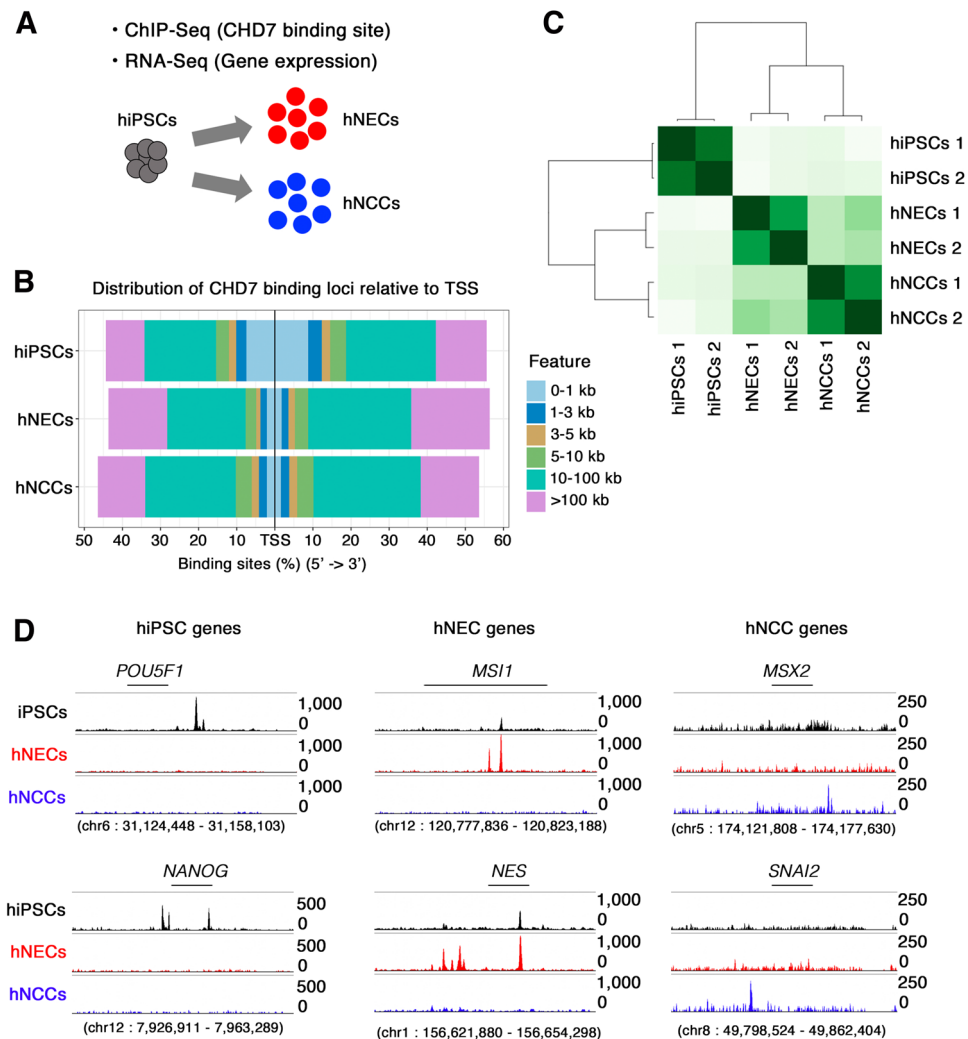 A
• ChIP-Seq (CHD7 binding site)
• RNA-Seq (Gene expression)
hiPSCs
hNECs
hNCCs
B
Distribution of CHD7 binding loci relative to TSS
hiPSCs
hNECs
hNCCs
50 40 30 20 10 TSS 10 20 30 40 50 60
Binding sites (%) (5' -> 3')
Feature
0-1 kb
1-3 kb
3-5 kb
5-10 kb
10-100 kb
>100 kb
C
hiPSCs 1
hiPSCs 2
hNECs 1
hNECs 2
hNCCs 1
hNCCs 2
hiPSCs 1
hiPSCs 2
hNECs 1
hNECs 2
hNCCs 1
hNCCs 2
D
hiPSC genes
POU5F1
iPSCs
1,000
0
hNECs
1,000
0
hNCCs
1,000
0
(chr6 : 31,124,448 - 31,158,103)
NANOG
hiPSCs
500
0
hNECs
500
0
hNCCs
500
0
(chr12 : 7,926,911 - 7,963,289)
hNEC genes
MSI1
1,000
0
1,000
0
1,000
0
(chr12 : 120,777,836 - 120,823,188)
NES
1,000
0
1,000
0
1,000
0
(chr1 : 156,621,880 - 156,654,298)
hNCC genes
MSX2
250
0
250
0
250
0
(chr5 : 174,121,808 - 174,177,630)
SNAI2
250
0
250
0
250
0
(chr8 : 49,798,524 - 49,862,404)